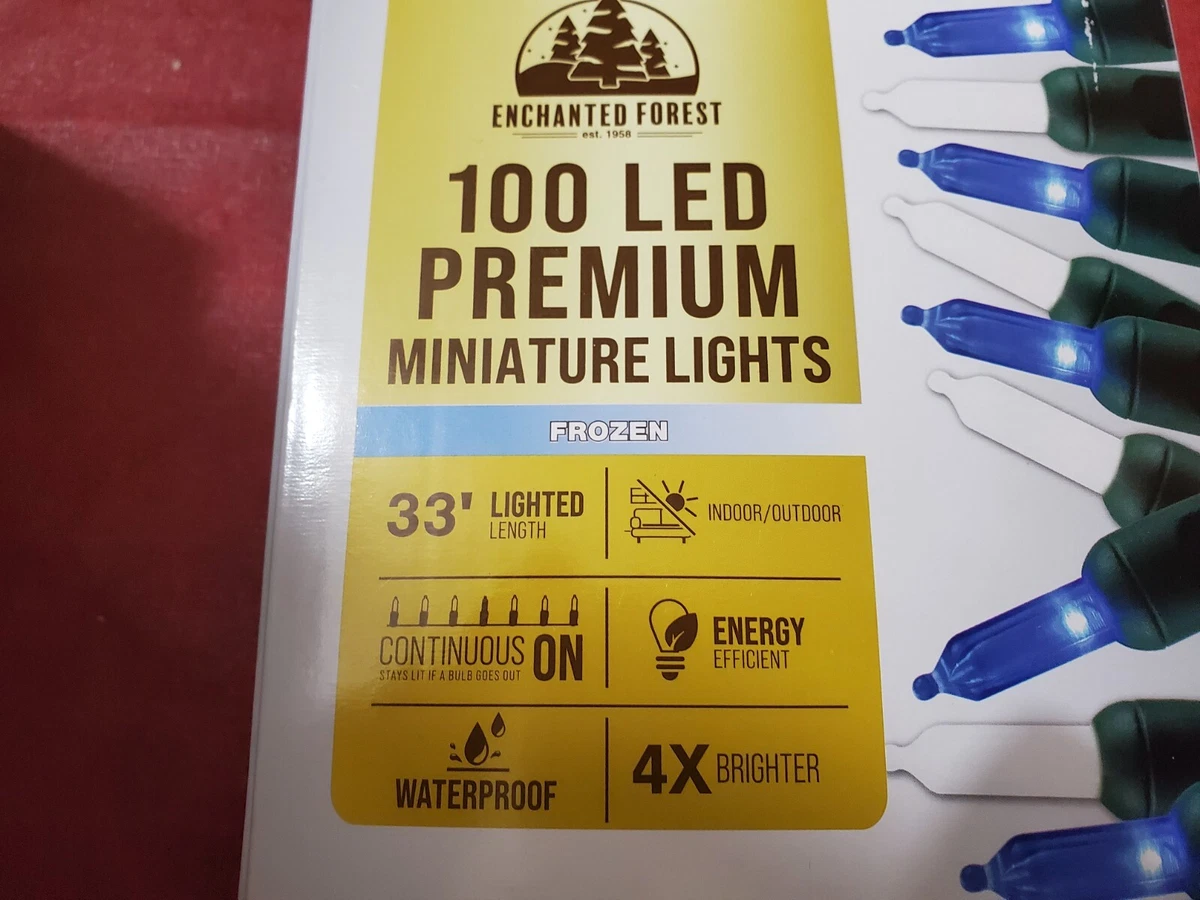 ENCHANTED FOREST
est. 1958
100 LED
PREMIUM
MINIATURE LIGHTS
FROZEN
33' LIGHTED
LENGTH
INDOOR/OUTDOOR
CONTINUOUS ON
STAYS LIT IF A BULB GOES OUT
ENERGY
EFFICIENT
WATERPROOF
4X BRIGHTER